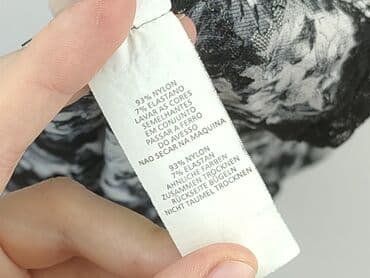 93% NYLON
7% ELASTANO
LAVAR AS CORES
SEMELHANTES
EM CONJUNTO
PASSAR A FERRO
DO AVESSO
NAO SECAR NA MAQUINA
93% NYLON
7% ELASTAN
ÄHNLICHE FARBEN
ZUSAMMEN TROCKNEN
RÜCKSEITE BÜGELN
NICHT TAUMEL TROCKNEN